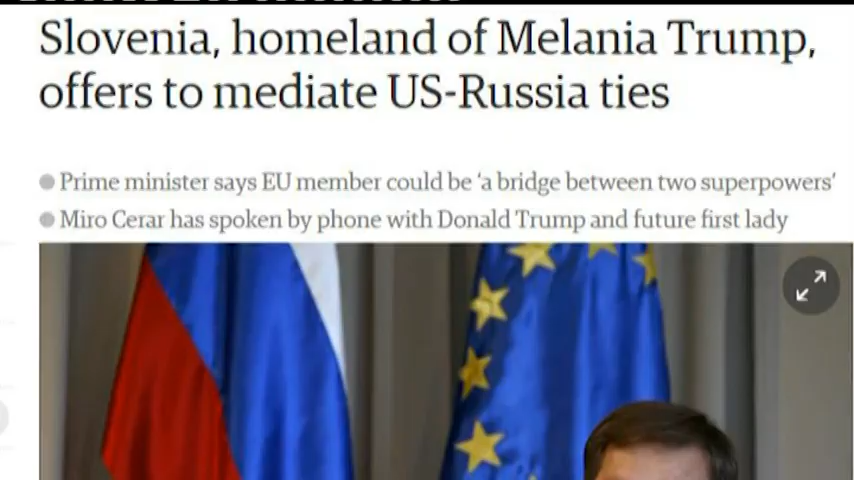 Slovenia, homeland of Melania Trump,
offers to mediate US-Russia ties
Prime minister says EU member could be 'a bridge between two superpowers'
Miro Cerar has spoken by phone with Donald Trump and future first lady